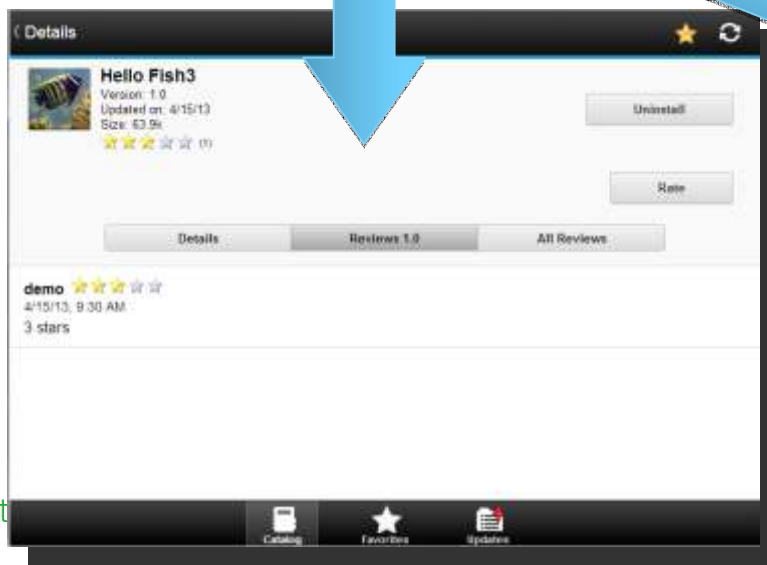 Details
Hello Fish3
Version: 1.0
Updated on: 4/15/13
Size: 63.9k
(1)
Uninstall
Rate
Details
Reviews 1.0
All Reviews
demo
4/15/13, 9:30 AM
3 stars
t
Catalog
Favorites
Updates